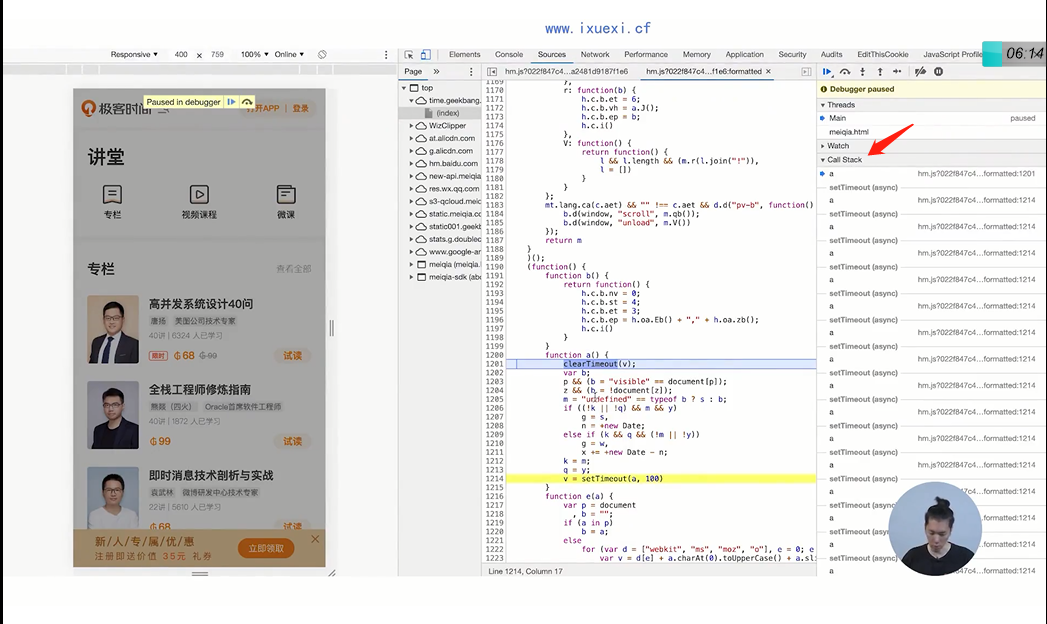 www.ixuexi.cf
Responsive ▾ 400 × 759 100% ▾ Online ▾
Elements Console Sources Network Performance Memory Application Security Audits EditThisCookie JavaScript Profile
06:14
Page »
hm.js?022f847c4...a2481d9187f1e6 hm.js?022f847c4...f1e6:formatted ×
Paused in debugger
极客时间
打开APP 登录
讲堂
专栏 视频课程 微课
专栏 查看全部
高并发系统设计40问
唐扬 美图公司技术专家
40讲 | 6324 人已学习
限时 68 99 试读
全栈工程师修炼指南
熊燚（四火） Oracle首席软件工程师
40讲 | 1872 人已学习
99 试读
即时消息技术剖析与实战
袁武林 微博研发中心技术专家
22讲 | 5610 人已学习
68 试读
新/人/专/属/优/惠
注册即送价值 35元 礼券
立即领取
top
time.geekbang.
(index)
WizClipper
at.alicdn.com
g.alicdn.com
hm.baidu.com
new-api.meiqia
res.wx.qq.com
s3-qcloud.meic
static.meiqia.c
static001.geekb
stats.g.doublec
www.google-ar
meiqia (meiqia.
meiqia-sdk (abo
1169 },
1170 r: function(b) {
1171 h.c.b.et = 6;
1172 h.c.b.vh = a.J();
1173 h.c.b.ep = b;
1174 h.c.i()
1175 },
1176 V: function() {
1177 return function() {
1178 l && l.length && (m.r(l.join("!")),
1179 l = [])
1180 }
1181 }
1182 };
1183 mt.lang.ca(c.aet) && "" !== c.aet && d.d("pv-b", function()
1184 b.d(window, "scroll", m.qb());
1185 b.d(window, "unload", m.V())
1186 });
1187 return m
1188 }
1189 )();
1190 (function() {
1191 function b() {
1192 return function() {
1193 h.c.b.nv = 0;
1194 h.c.b.st = 4;
1195 h.c.b.et = 3;
1196 h.c.b.ep = h.oa.Eb() + "," + h.oa.zb();
1197 h.c.i()
1198 }
1199 }
1200 function a() {
1201 clearTimeout(v);
1202 var b;
1203 p && (b = "visible" == document[p]);
1204 z && (b = !document[z]);
1205 m = "undefined" == typeof b ? s : b;
1206 if ((!k || !q) && m && y)
1207 g = s,
1208 n = +new Date;
1209 else if (k && q && (!m || !y))
1210 g = w,
1211 x += +new Date - n;
1212 k = m;
1213 q = y;
1214 v = setTimeout(a, 100)
1215 }
1216 function e(a) {
1217 var p = document
1218 , b = "";
1219 if (a in p)
1220 b = a;
1221 else
1222 for (var d = ["webkit", "ms", "moz", "o"], e = 0; e
1223 var v = d[e] + a.charAt(0).toUpperCase() + a.sl
Line 1214, Column 17
Debugger paused
Threads
Main paused
meiqia.html
Watch
Call Stack
a hm.js?022f847c4...formatted:1201
setTimeout (async)
a hm.js?022f847c4...formatted:1214
setTimeout (async)
a hm.js?022f847c4...formatted:1214
setTimeout (async)
a hm.js?022f847c4...formatted:1214
setTimeout (async)
a hm.js?022f847c4...formatted:1214
setTimeout (async)
a hm.js?022f847c4...formatted:1214
setTimeout (async)
a hm.js?022f847c4...formatted:1214
setTimeout (async)
a hm.js?022f847c4...formatted:1214
setTimeout (async)
a hm.js?022f847c4...formatted:1214
setTimeout (async)
a hm.js?022f847c4...formatted:1214
setTimeout (async)
a hm.js?022f847c4...formatted:1214
setTimeout (async)
a hm.js?022f847c4...formatted:1214
setTimeout (async)
a formatted:1214
setTimeout (async)
a formatted:1214
setTimeout (async)
a formatted:1214
setTimeout (async)
a 847c4...formatted:1214